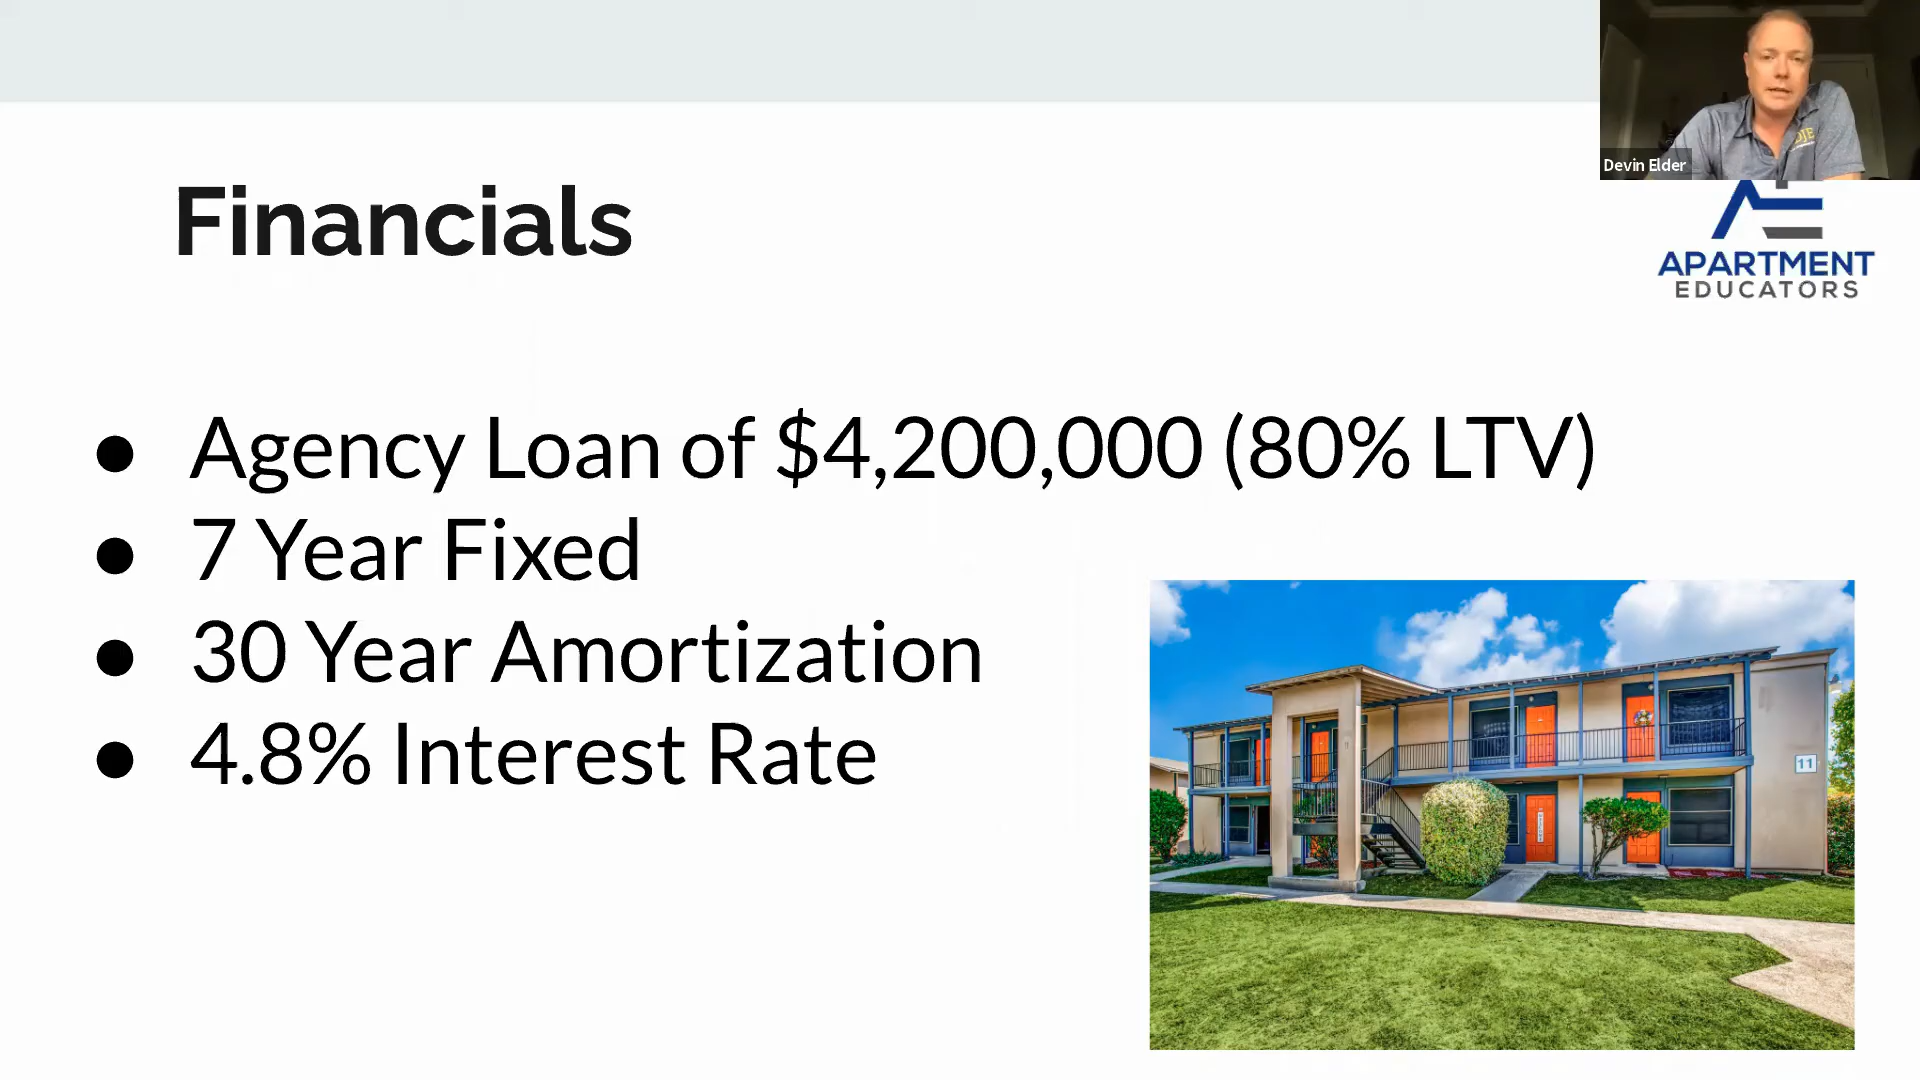 Devin Elder
DJE
Financials
APARTMENT
EDUCATORS
● Agency Loan of $4,200,000 (80% LTV)
● 7 Year Fixed
● 30 Year Amortization
● 4.8% Interest Rate
11